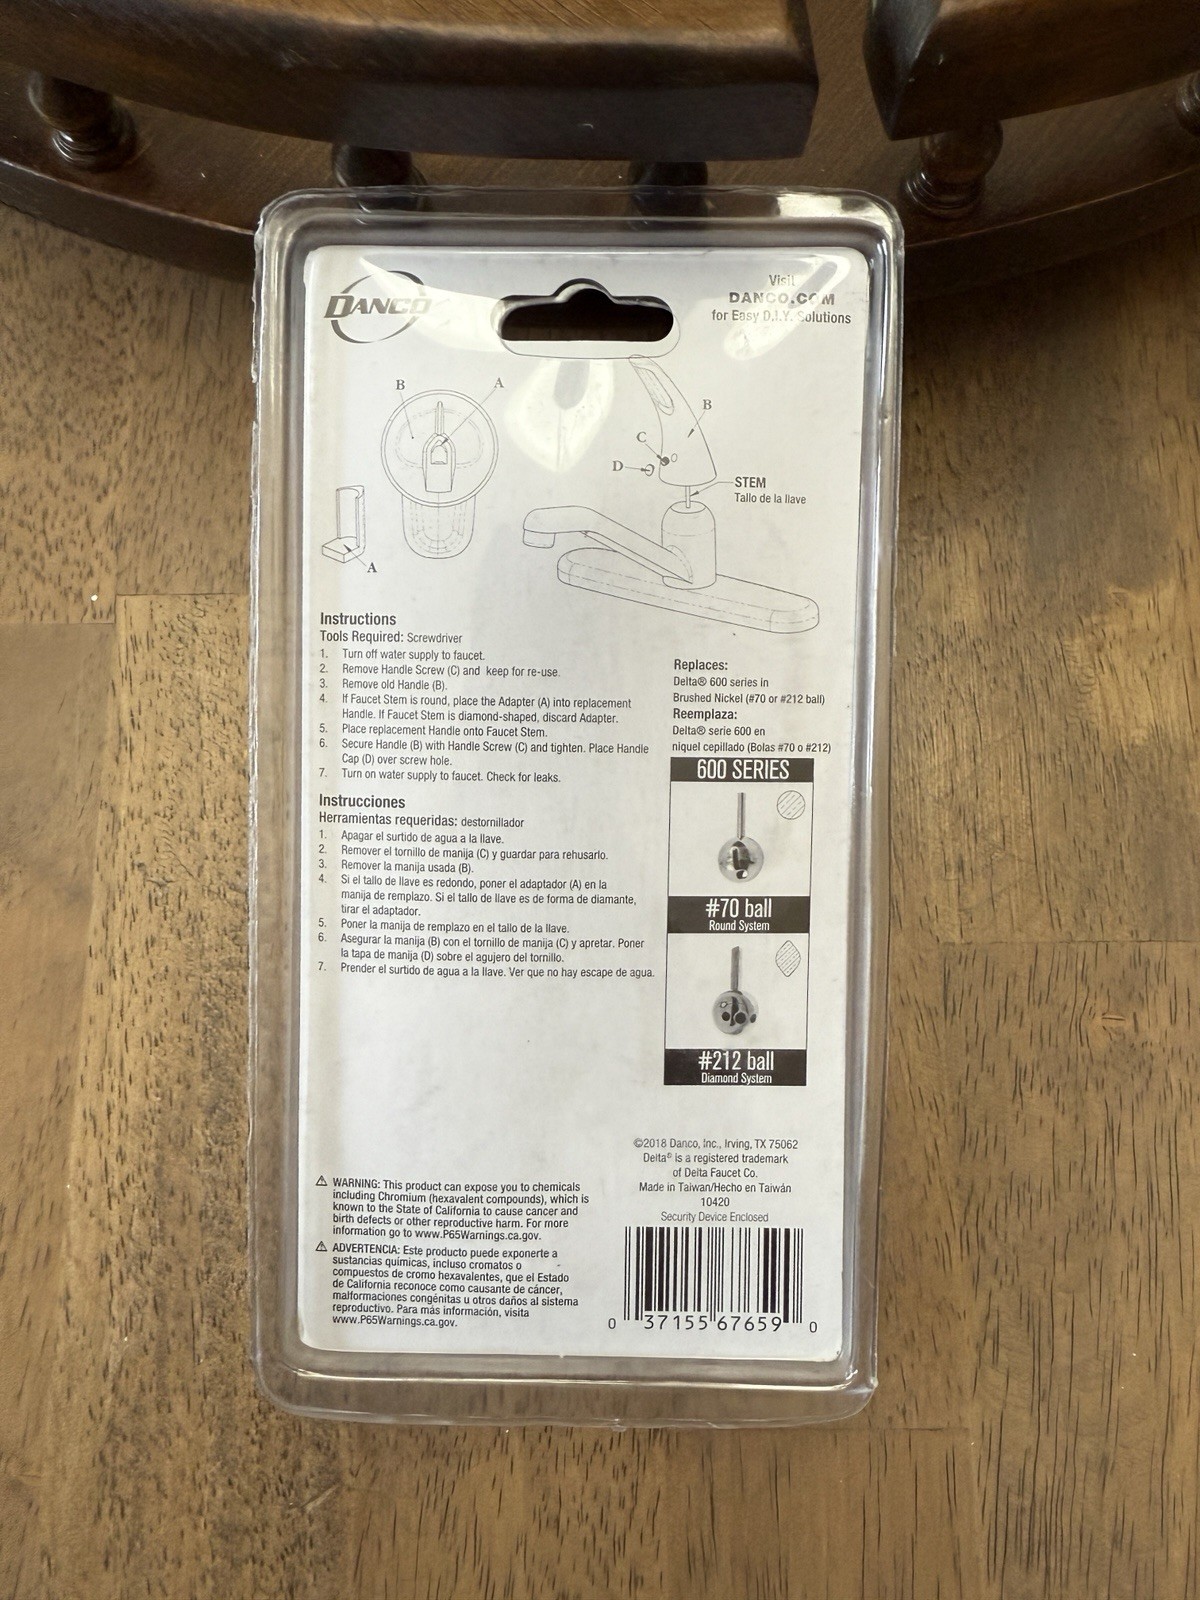 DANCO
Visit
DANCO.COM
for Easy D.I.Y. Solutions
B
A
A
B
C
D
STEM
Tallo de la llave
Instructions
Tools Required: Screwdriver
1. Turn off water supply to faucet.
2. Remove Handle Screw (C) and keep for re-use.
3. Remove old Handle (B).
4. If Faucet Stem is round, place the Adapter (A) into replacement
Handle. If Faucet Stem is diamond-shaped, discard Adapter.
5. Place replacement Handle onto Faucet Stem.
6. Secure Handle (B) with Handle Screw (C) and tighten. Place Handle
Cap (D) over screw hole.
7. Turn on water supply to faucet. Check for leaks.
Instrucciones
Herramientas requeridas: destornillador
1. Apagar el surtido de agua a la llave.
2. Remover el tornillo de manija (C) y guardar para rehusarlo.
3. Remover la manija usada (B).
4. Si el tallo de llave es redondo, poner el adaptador (A) en la
manija de remplazo. Si el tallo de llave es de forma de diamante,
tirar el adaptador.
5. Poner la manija de remplazo en el tallo de la llave.
6. Asegurar la manija (B) con el tornillo de manija (C) y apretar. Poner
la tapa de manija (D) sobre el agujero del tornillo.
7. Prender el surtido de agua a la llave. Ver que no hay escape de agua.
Replaces:
Delta® 600 series in
Brushed Nickel (#70 or #212 ball)
Reemplaza:
Delta® serie 600 en
níquel cepillado (Bolas #70 o #212)
600 SERIES
#70 ball
Round System
#212 ball
Diamond System
©2018 Danco, Inc., Irving, TX 75062
Delta® is a registered trademark
of Delta Faucet Co.
Made in Taiwan/Hecho en Taiwán
10420
Security Device Enclosed
⚠ WARNING: This product can expose you to chemicals
including Chromium (hexavalent compounds), which is
known to the State of California to cause cancer and
birth defects or other reproductive harm. For more
information go to www.P65Warnings.ca.gov.
⚠ ADVERTENCIA: Este producto puede exponerte a
sustancias químicas, incluso cromatos o
compuestos de cromo hexavalentes, que el Estado
de California reconoce como causante de cáncer,
malformaciones congénitas u otros daños al sistema
reproductivo. Para más información, visita
www.P65Warnings.ca.gov.
0 37155 67659 0